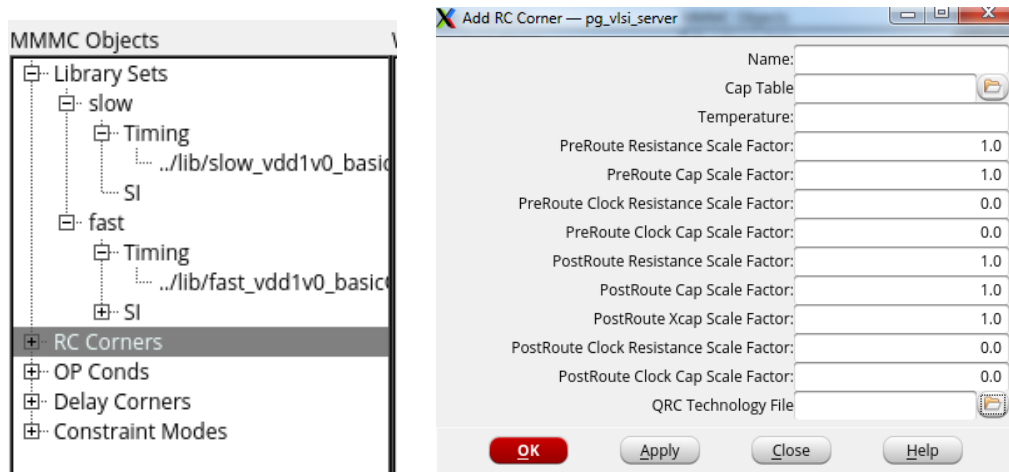 MMMC Objects
Library Sets
slow
Timing
../lib/slow_vdd1v0_basic
SI
fast
Timing
../lib/fast_vdd1v0_basic
SI
RC Corners
OP Conds
Delay Corners
Constraint Modes
Add RC Corner — pg_vlsi_server
Name:
Cap Table
Temperature:
PreRoute Resistance Scale Factor: 1.0
PreRoute Cap Scale Factor: 1.0
PreRoute Clock Resistance Scale Factor: 0.0
PreRoute Clock Cap Scale Factor: 0.0
PostRoute Resistance Scale Factor: 1.0
PostRoute Cap Scale Factor: 1.0
PostRoute Xcap Scale Factor: 1.0
PostRoute Clock Resistance Scale Factor: 0.0
PostRoute Clock Cap Scale Factor: 0.0
QRC Technology File
OK Apply Close Help